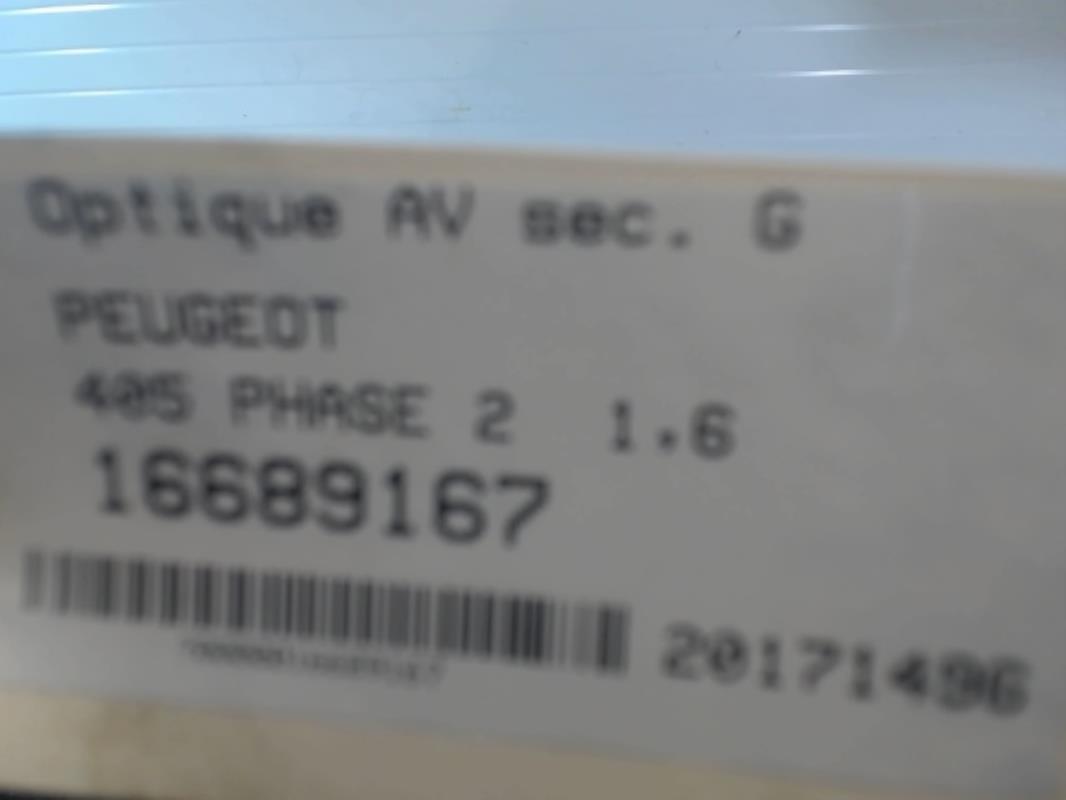 Optique AV sec. G
PEUGEOT
405 PHASE 2 1.6
16689167
20171496